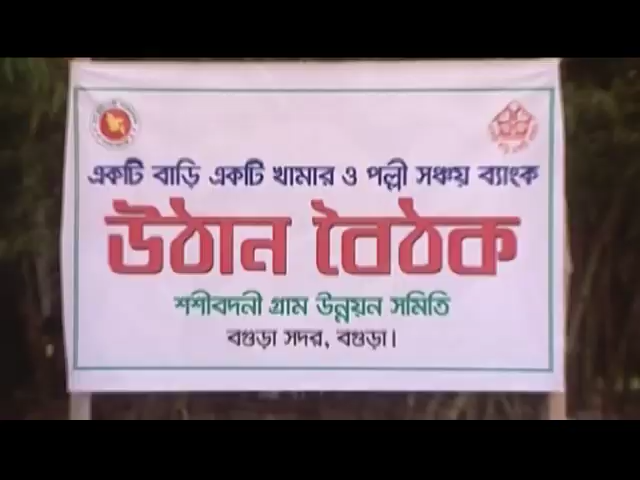 একটি বাড়ি একটি খামার ও পল্লী সঞ্চয় ব্যাংক
উঠান বৈঠক
শশীবদনী গ্রাম উন্নয়ন সমিতি
বগুড়া সদর, বগুড়া।